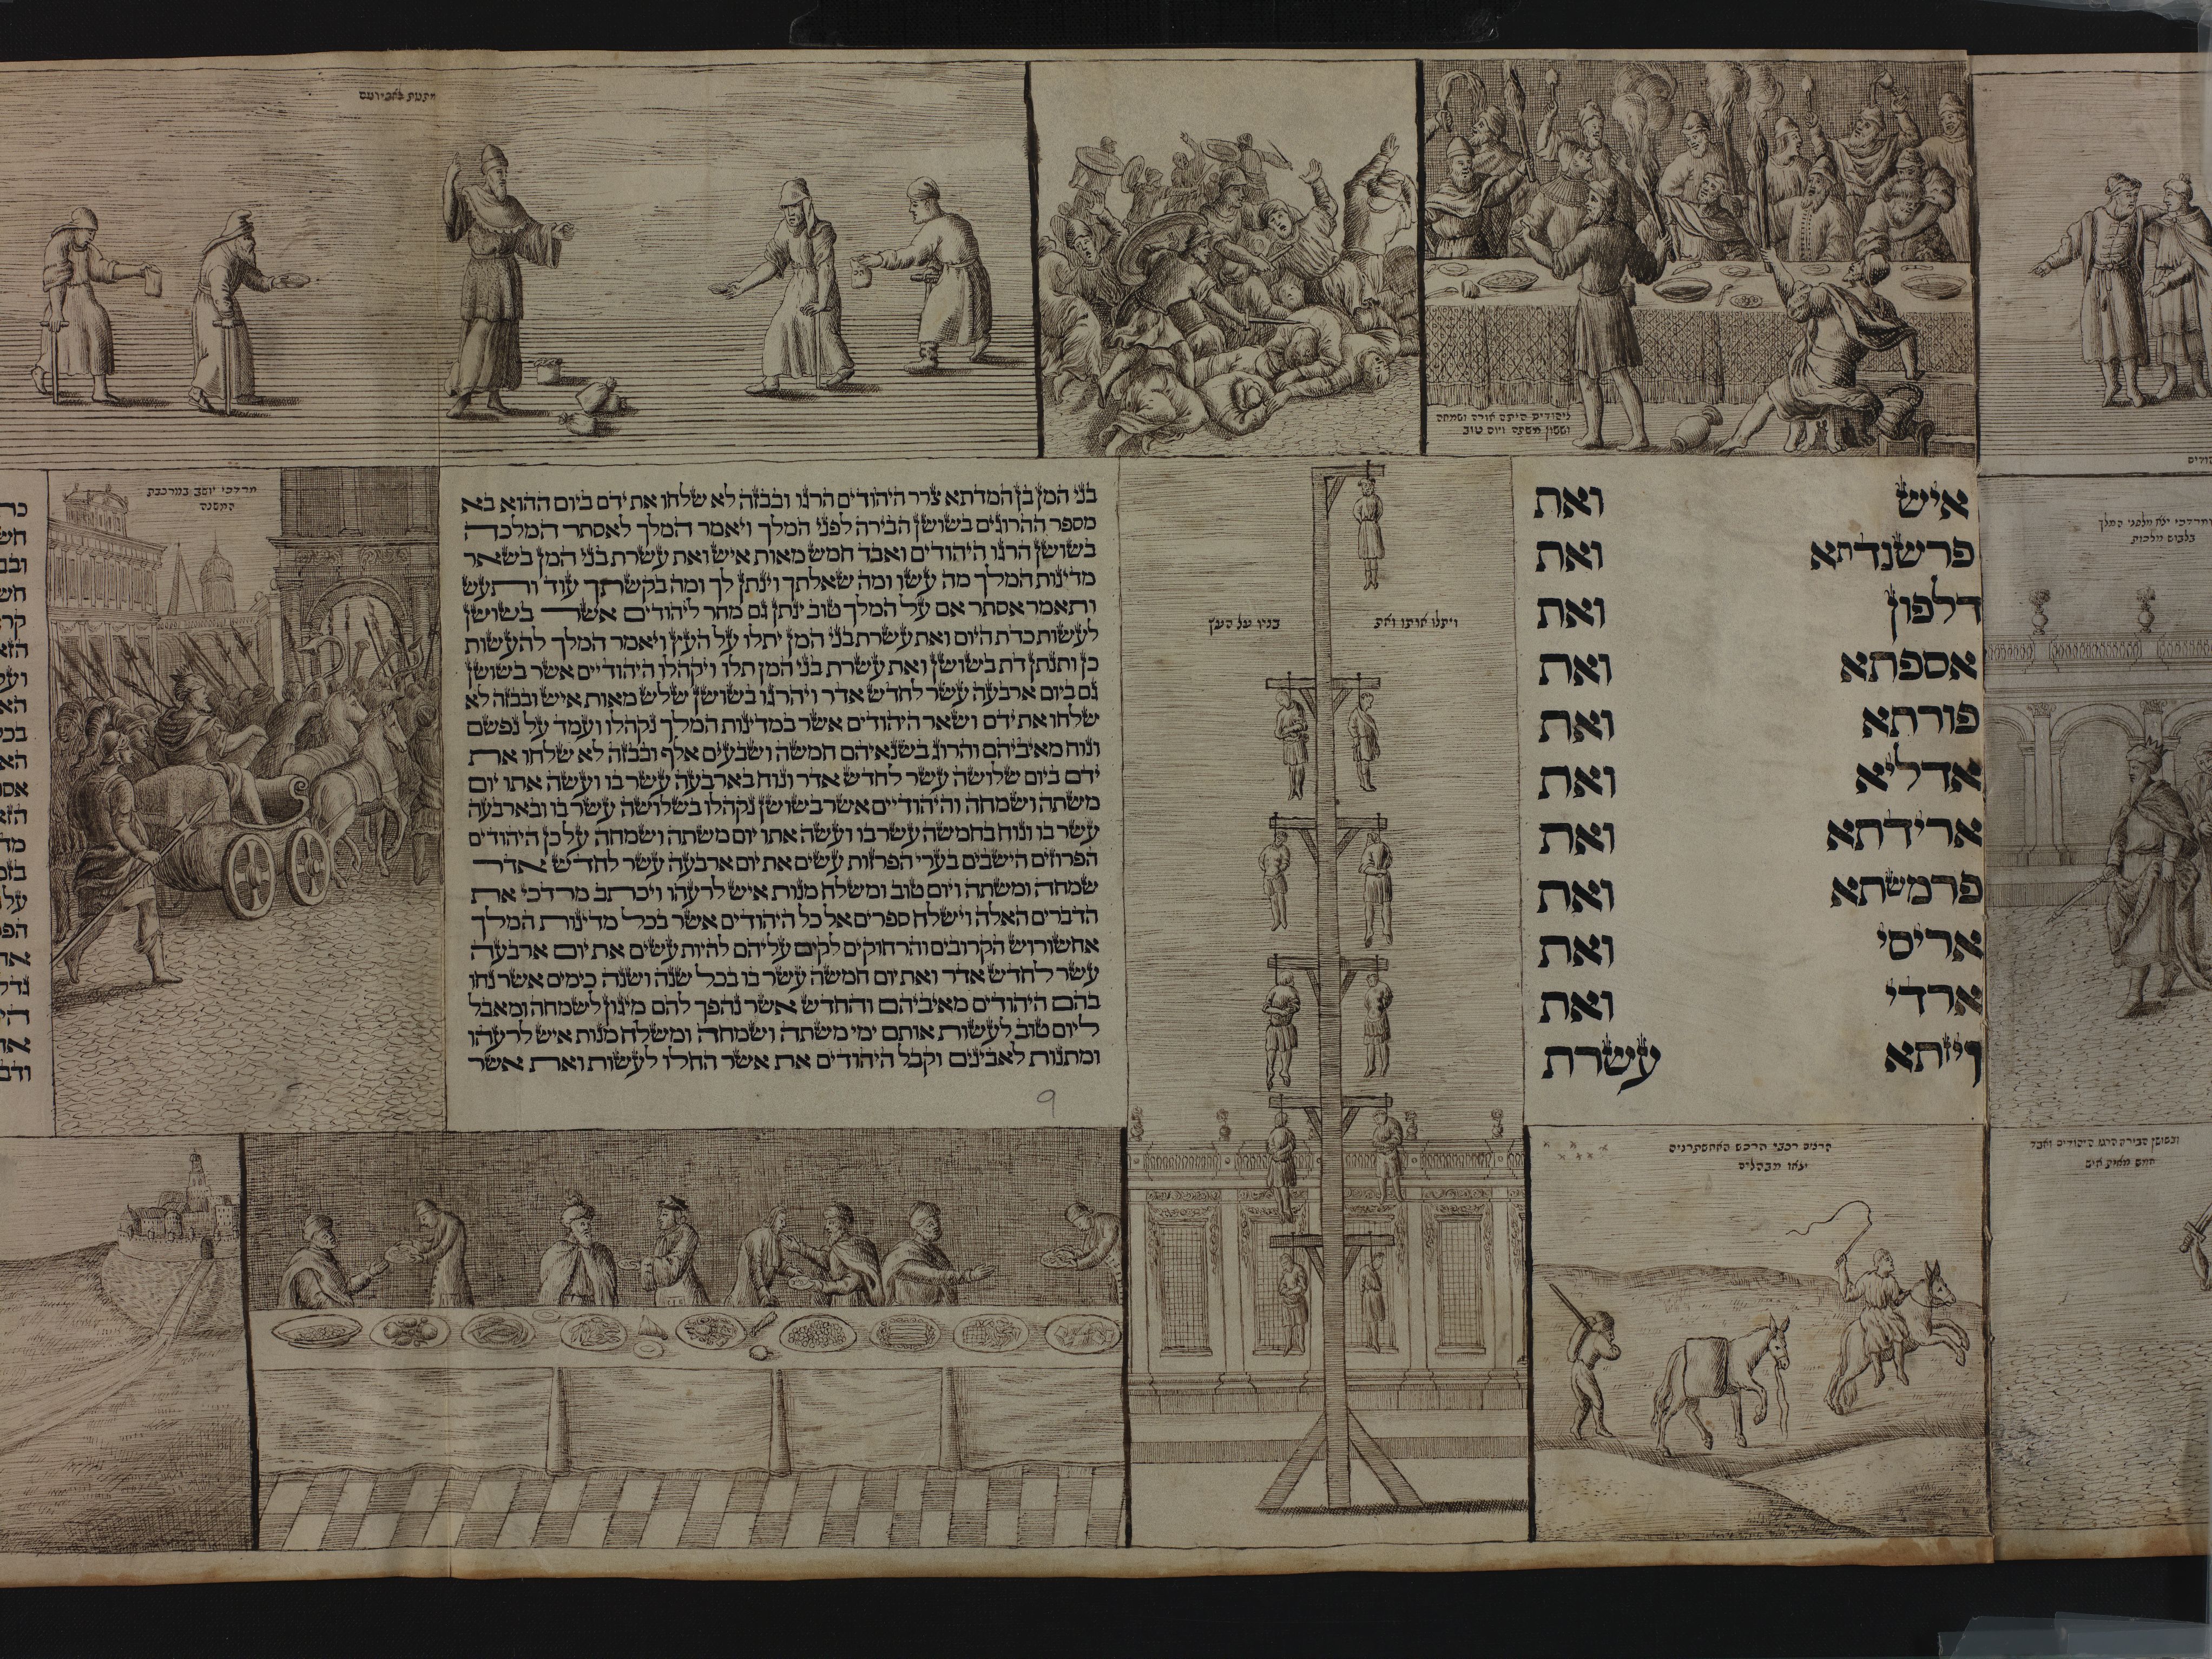 ומתנות לאביונים
ליהודים היתה אורה ושמחה
וששון משתה ויום טוב
ומרדכי יצא מלפני המלך
בלבוש מלכות
איש ואת
פרשנדתא ואת
דלפון ואת
אספתא ואת
פורתא ואת
אדליא ואת
ארידתא ואת
פרמשתא ואת
אריסי ואת
ארדי ואת
ויזתא עשרת
ויתלו אותו ואת
בניו על העץ
בני המן בן המדתא צרר היהודים הרגו ובבזה לא שלחו את ידם ביום ההוא בא
מספר ההרוגים בשושן הבירה לפני המלך ויאמר המלך לאסתר המלכה
בשושן הרגו היהודים ואבד חמש מאות איש ואת עשרת בני המן בשאר
מדינות המלך מה עשו ומה שאלתך וינתן לך ומה בקשתך עוד ותעש
ותאמר אסתר אם על המלך טוב ינתן גם מחר ליהודים אשר בשושן
לעשות כדת היום ואת עשרת בני המן יתלו על העץ ויאמר המלך להעשות
כן ותנתן דת בשושן ואת עשרת בני המן תלו ויקהלו היהודיים אשר בשושן
גם ביום ארבעה עשר לחדש אדר ויהרגו בשושן שלש מאות איש ובבזה לא
שלחו את ידם ושאר היהודים אשר במדינות המלך נקהלו ועמד על נפשם
ונוח מאיביהם והרוג בשנאיהם חמשה ושבעים אלף ובבזה לא שלחו את
ידם ביום שלושה עשר לחדש אדר ונוח בארבעה עשר בו ועשה אתו יום
משתה ושמחה והיהודיים אשר בשושן נקהלו בשלושה עשר בו ובארבעה
עשר בו ונוח בחמשה עשר בו ועשה אתו יום משתה ושמחה על כן היהודים
הפרוזים הישבים בערי הפרזות עשים את יום ארבעה עשר לחדש אדר
שמחה ומשתה ויום טוב ומשלח מנות איש לרעהו ויכתב מרדכי את
הדברים האלה וישלח ספרים אל כל היהודים אשר בכל מדינות המלך
אחשורוש הקרובים והרחוקים לקים עליהם להיות עשים את יום ארבעה
עשר לחדש אדר ואת יום חמשה עשר בו בכל שנה ושנה כימים אשר נחו
בהם היהודים מאיביהם והחדש אשר נהפך להם מיגון לשמחה ומאבל
ליום טוב לעשות אותם ימי משתה ושמחה ומשלח מנות איש לרעהו
ומתנות לאבינים וקבל היהודים את אשר החלו לעשות ואת אשר
9
מרדכי יושב במרכבת
המשנה
ובשושן הבירה הרגו היהודים ואבד
חמש מאות איש
הרצים רכבי הרכש האחשתרנים
יצאו מבהלים